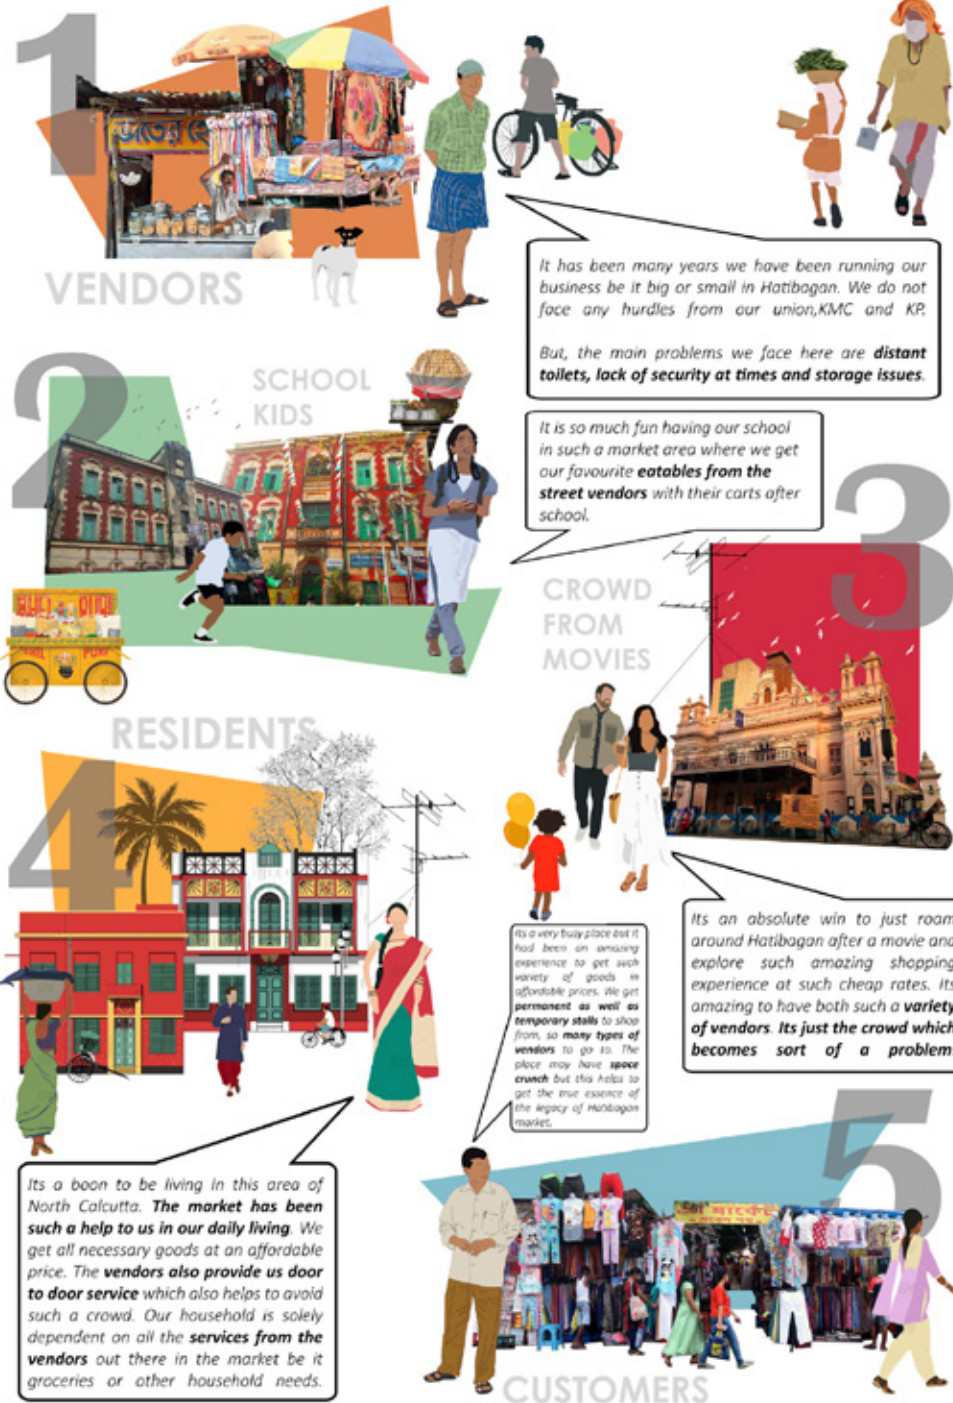 1
ভাতের হো
VENDORS
It has been many years we have been running our
business be it big or small in Hatibagan. We do not
face any hurdles from our union,KMC and KP.
But, the main problems we face here are distant
toilets, lack of security at times and storage issues.
2
SCHOOL
KIDS
It is so much fun having our school
in such a market area where we get
our favourite eatables from the
street vendors with their carts after
school.
3
CROWD
FROM
MOVIES
Its an absolute win to just roam
around Hatibagan after a movie and
explore such amazing shopping
experience at such cheap rates. Its
amazing to have both such a variety
of vendors. Its just the crowd which
becomes sort of a problem.
RESIDENTS
4
Its a boon to be living in this area of
North Calcutta. The market has been
such a help to us in our daily living. We
get all necessary goods at an affordable
price. The vendors also provide us door
to door service which also helps to avoid
such a crowd. Our household is solely
dependent on all the services from the
vendors out there in the market be it
groceries or other household needs.
Its a very busy place but it
had been an amazing
experience to get such
variety of goods in
affordable prices. We get
permanent as well as
temporary stalls to shop
from, so many types of
vendors to go to. The
place may have space
crunch but this helps to
get the true essence of
the legacy of Hatibagan
market.
5
CUSTOMERS